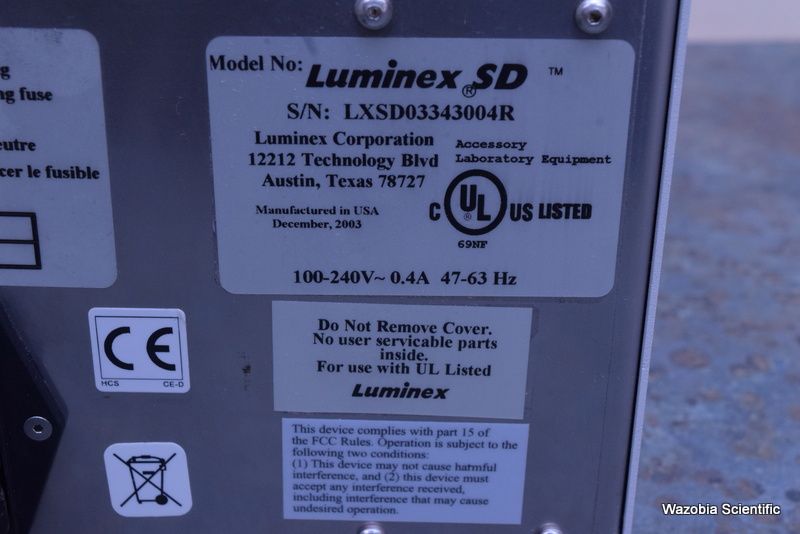 g
ng fuse
eutre
cer le fusible
Model No: Luminex® SD ™
S/N: LXSD03343004R
Luminex Corporation
12212 Technology Blvd
Austin, Texas 78727
Accessory
Laboratory Equipment
Manufactured in USA
December, 2003
C UL® US LISTED
69NF
100-240V~ 0.4A 47-63 Hz
CE
HCS CE-D
Do Not Remove Cover.
No user servicable parts
inside.
For use with UL Listed
Luminex
This device complies with part 15 of
the FCC Rules. Operation is subject to the
following two conditions:
(1) This device may not cause harmful
interference, and (2) this device must
accept any interference received,
including interference that may cause
undesired operation.
Wazobia Scientific